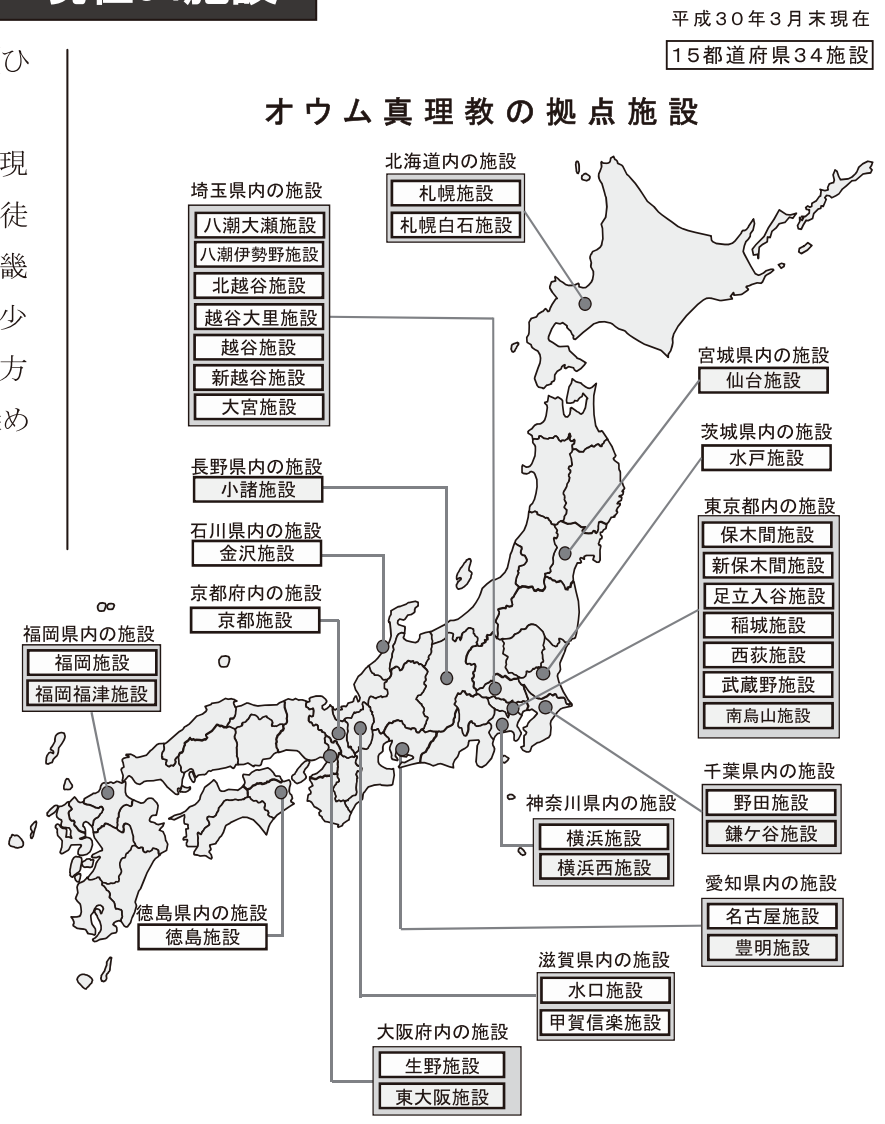 現在の施設
平成30年3月末現在
15都道府県34施設
オウム真理教の拠点施設
ひ
現
徒
畿
少
方
め
北海道内の施設
札幌施設
札幌白石施設
埼玉県内の施設
八潮大瀬施設
八潮伊勢野施設
北越谷施設
越谷大里施設
越谷施設
新越谷施設
大宮施設
宮城県内の施設
仙台施設
茨城県内の施設
水戸施設
長野県内の施設
小諸施設
石川県内の施設
金沢施設
京都府内の施設
京都施設
東京都内の施設
保木間施設
新保木間施設
足立入谷施設
稲城施設
西荻施設
武蔵野施設
南烏山施設
福岡県内の施設
福岡施設
福岡福津施設
千葉県内の施設
野田施設
鎌ケ谷施設
神奈川県内の施設
横浜施設
横浜西施設
愛知県内の施設
名古屋施設
豊明施設
徳島県内の施設
徳島施設
滋賀県内の施設
水口施設
甲賀信楽施設
大阪府内の施設
生野施設
東大阪施設